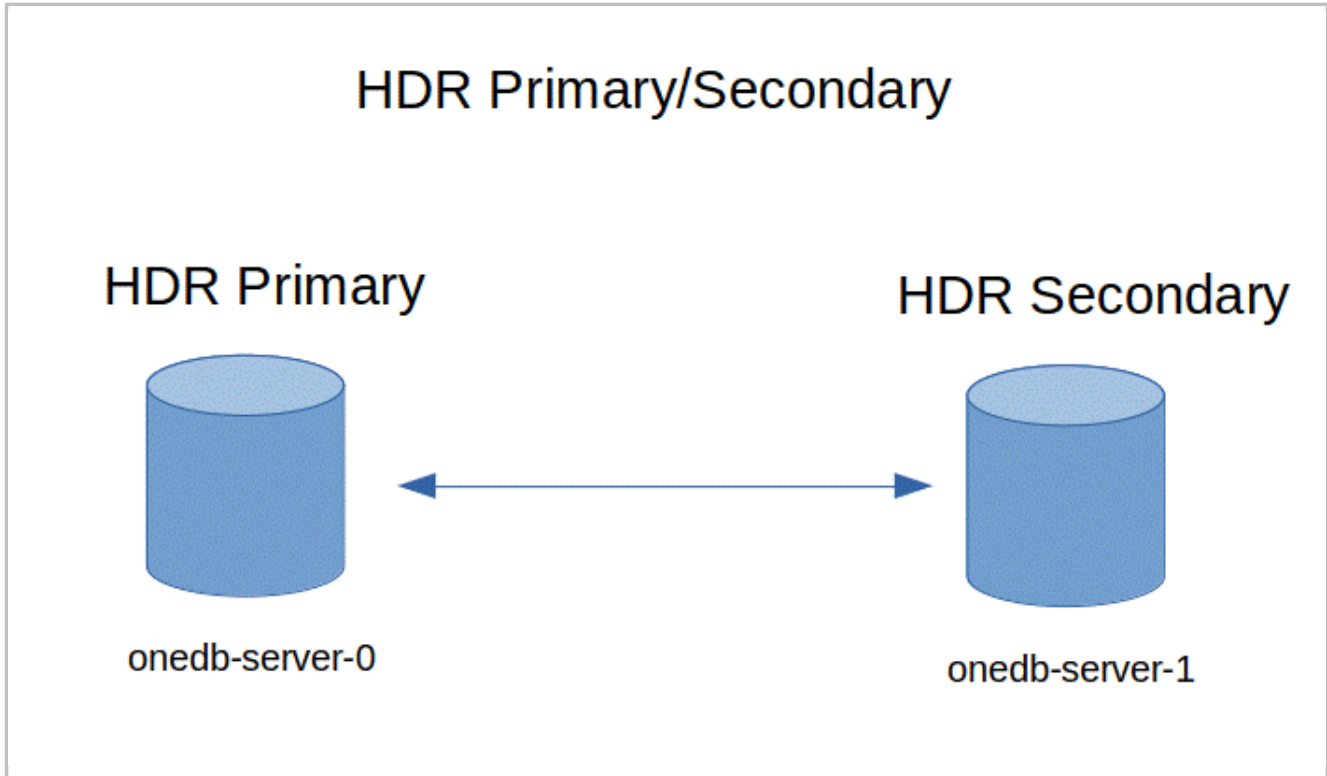 HDR Primary/Secondary
HDR Primary
HDR Secondary
onedb-server-0
onedb-server-1